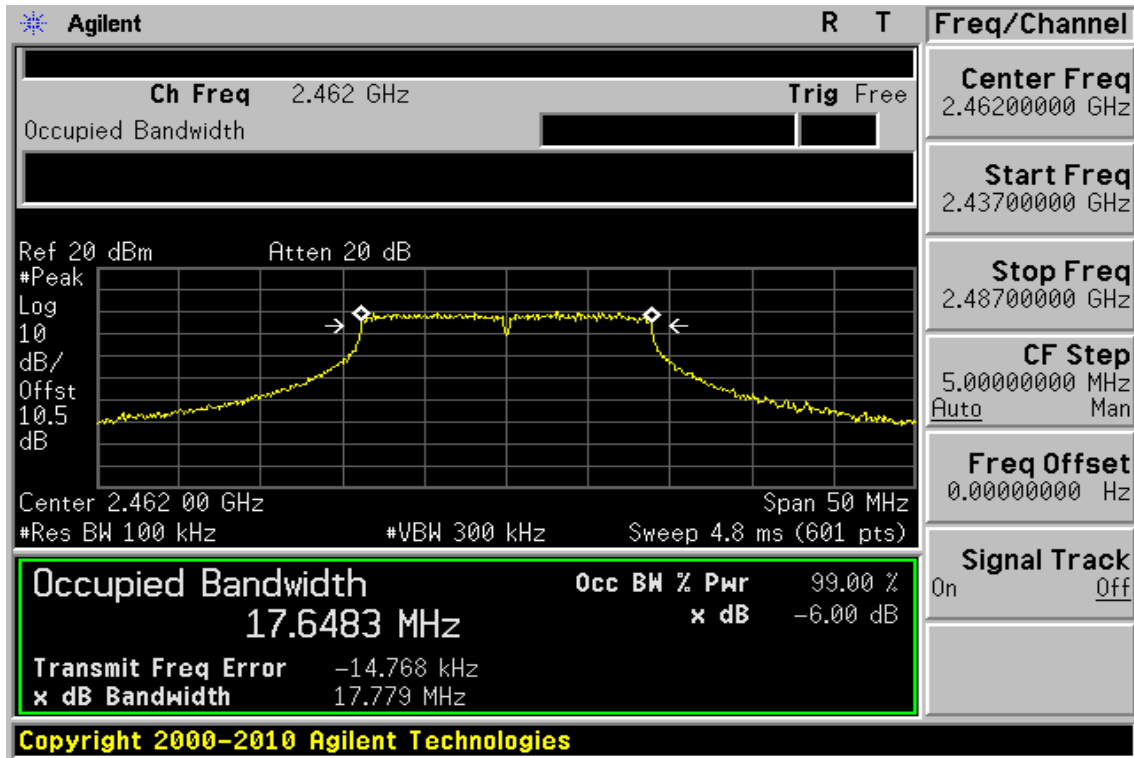 Agilent R T Freq/Channel
Ch Freq 2.462 GHz Trig Free
Occupied Bandwidth
Center Freq
2.46200000 GHz
Start Freq
2.43700000 GHz
Stop Freq
2.48700000 GHz
CF Step
5.00000000 MHz
Auto Man
Freq Offset
0.00000000 Hz
Signal Track
On Off
Ref 20 dBm Atten 20 dB
#Peak
Log
10
dB/
Offst
10.5
dB
Center 2.462 00 GHz Span 50 MHz
#Res BW 100 kHz #VBW 300 kHz Sweep 4.8 ms (601 pts)
Occupied Bandwidth Occ BW % Pwr 99.00 %
17.6483 MHz x dB -6.00 dB
Transmit Freq Error -14.768 kHz
x dB Bandwidth 17.779 MHz
Copyright 2000-2010 Agilent Technologies